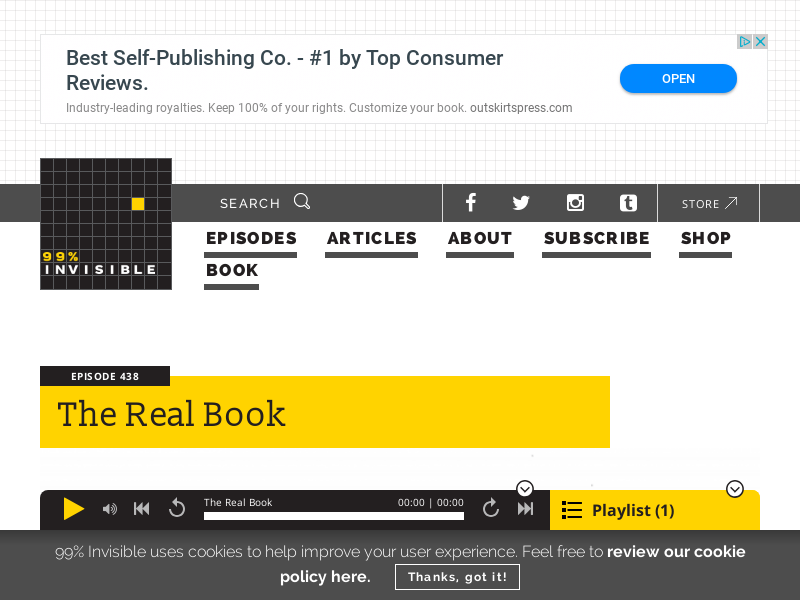 Best Self-Publishing Co. - #1 by Top Consumer
Reviews.
Industry-leading royalties. Keep 100% of your rights. Customize your book. outskirtspress.com
OPEN
SEARCH
STORE
99%
INVISIBLE
EPISODES ARTICLES ABOUT SUBSCRIBE SHOP
BOOK
EPISODE 438
The Real Book
The Real Book 00:00 | 00:00
Playlist (1)
99% Invisible uses cookies to help improve your user experience. Feel free to review our cookie
policy here. Thanks, got it!